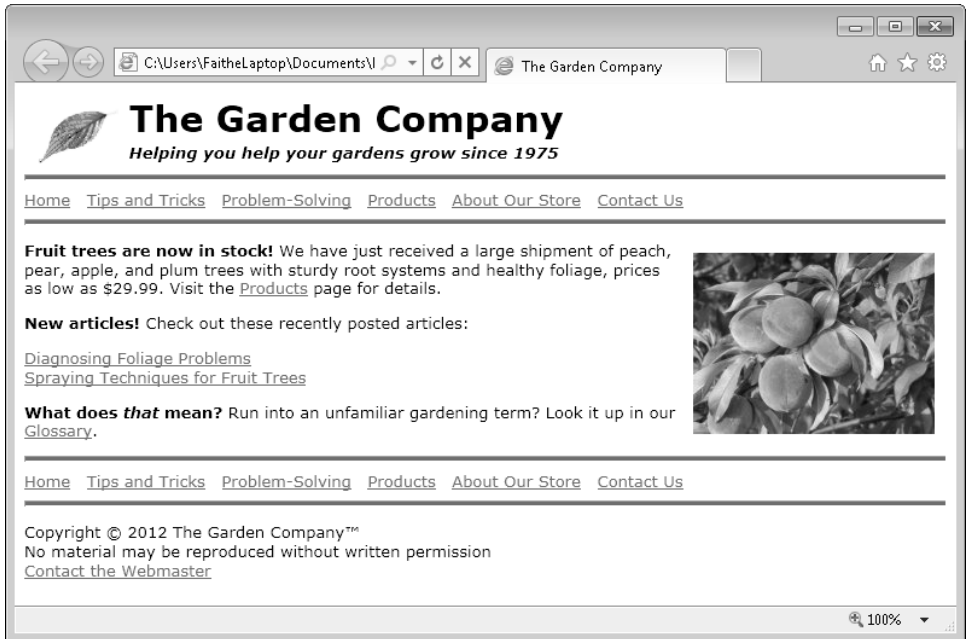 C:\Users\FaitheLaptop\Documents\I
The Garden Company
The Garden Company
Helping you help your gardens grow since 1975
Home Tips and Tricks Problem-Solving Products About Our Store Contact Us
Fruit trees are now in stock! We have just received a large shipment of peach,
pear, apple, and plum trees with sturdy root systems and healthy foliage, prices
as low as $29.99. Visit the Products page for details.
New articles! Check out these recently posted articles:
Diagnosing Foliage Problems
Spraying Techniques for Fruit Trees
What does that mean? Run into an unfamiliar gardening term? Look it up in our
Glossary.
Home Tips and Tricks Problem-Solving Products About Our Store Contact Us
Copyright © 2012 The Garden Company™
No material may be reproduced without written permission
Contact the Webmaster
100%